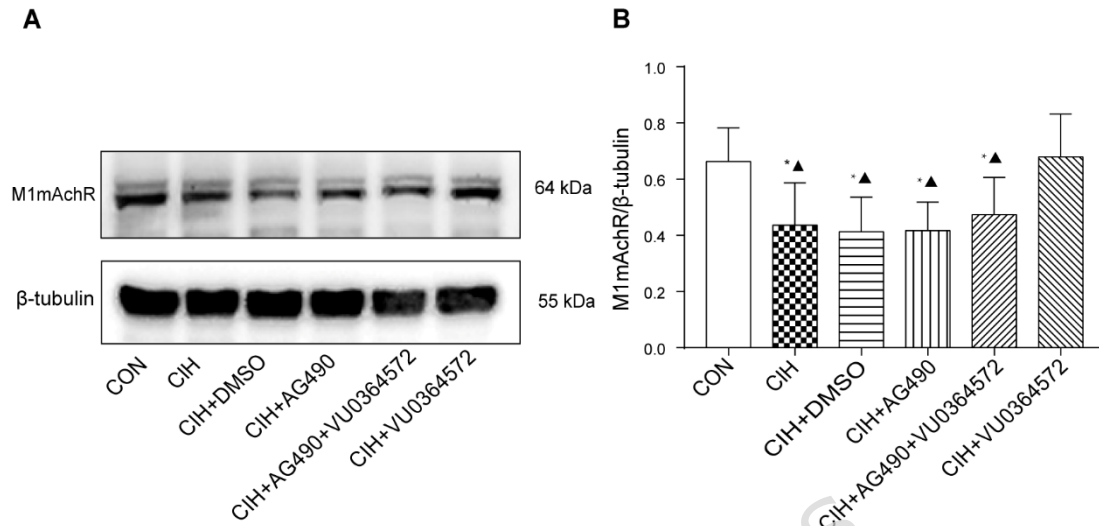 A
M1mAchR
64 kDa
β-tubulin
55 kDa
CON
CIH
CIH+DMSO
CIH+AG490
CIH+AG490+VU0364572
CIH+VU0364572
B
M1mAchR/β-tubulin
1.0
0.8
0.6
0.4
0.2
0.0
*▲
*▲
*▲
*▲
CON
CIH
CIH+DMSO
CIH+AG490
CIH+AG490+VU0364572
CIH+VU0364572